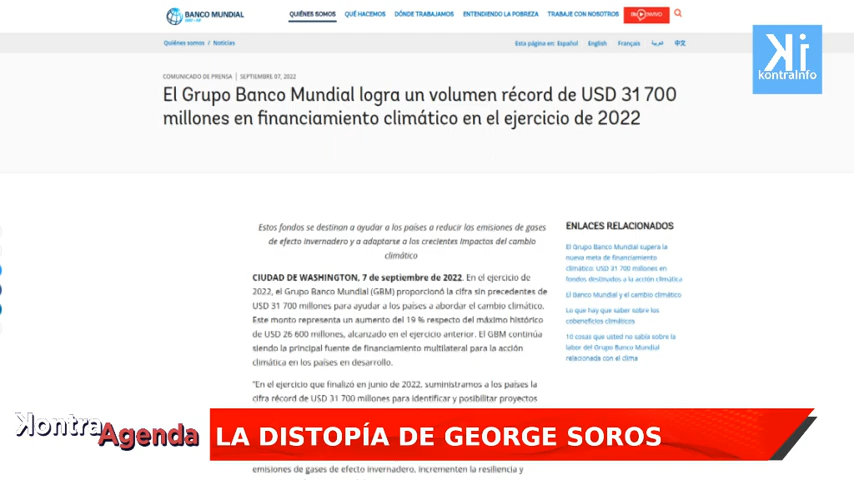 BANCO MUNDIAL
QUIÉNES SOMOS QUÉ HACEMOS DÓNDE TRABAJAMOS ENTENDIENDO LA POBREZA TRABAJE CON NOSOTROS
Quiénes somos / Noticias
Esta página en: Español English Français العربية 中文
Ki
kontrainfo
COMUNICADO DE PRENSA | SEPTIEMBRE 07, 2022
El Grupo Banco Mundial logra un volumen récord de USD 31 700
millones en financiamiento climático en el ejercicio de 2022
Estos fondos se destinan a ayudar a los países a reducir las emisiones de gases
de efecto invernadero y a adaptarse a los crecientes impactos del cambio
climático
CIUDAD DE WASHINGTON, 7 de septiembre de 2022. En el ejercicio de
2022, el Grupo Banco Mundial (GBM) proporcionó la cifra sin precedentes de
USD 31 700 millones para ayudar a los países a abordar el cambio climático.
Este monto representa un aumento del 19 % respecto del máximo histórico
de USD 26 600 millones, alcanzado en el ejercicio anterior. El GBM continúa
siendo la principal fuente de financiamiento multilateral para la acción
climática en los países en desarrollo.
"En el ejercicio que finalizó en junio de 2022, suministramos a los países la
cifra récord de USD 31 700 millones para identificar y posibilitar proyectos
emisiones de gases de efecto invernadero, incrementen la resiliencia y
ENLACES RELACIONADOS
El Grupo Banco Mundial supera la
nueva meta de financiamiento
climático: USD 31 700 millones en
fondos destinados a la acción climática
El Banco Mundial y el cambio climático
Lo que hay que saber sobre los
cobeneficios climáticos
10 cosas que usted no sabía sobre la
labor del Grupo Banco Mundial
relacionada con el clima
Kontra
Agenda
LA DISTOPÍA DE GEORGE SOROS